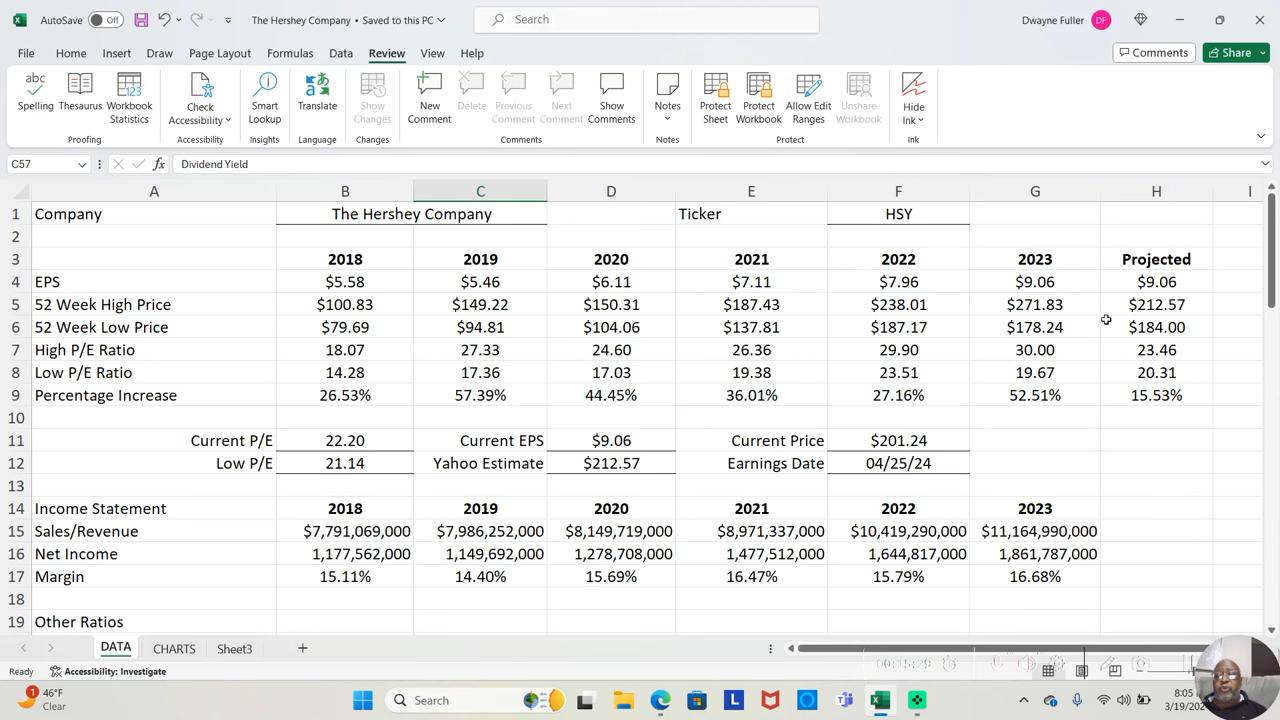 AutoSave Off The Hershey Company • Saved to this PC Search Dwayne Fuller DF
File Home Insert Draw Page Layout Formulas Data Review View Help Comments Share
abc
Spelling Thesaurus Workbook Statistics Check Accessibility Smart Lookup Translate Show Changes New Comment Delete Previous Comment Next Comment Show Comments Notes Protect Sheet Protect Workbook Allow Edit Ranges Unshare Workbook Hide Ink
Proofing Accessibility Insights Language Changes Comments Notes Protect Ink
C57 fx Dividend Yield
A B C D E F G H I
1 Company The Hershey Company Ticker HSY
2
3 2018 2019 2020 2021 2022 2023 Projected
4 EPS $5.58 $5.46 $6.11 $7.11 $7.96 $9.06 $9.06
5 52 Week High Price $100.83 $149.22 $150.31 $187.43 $238.01 $271.83 $212.57
6 52 Week Low Price $79.69 $94.81 $104.06 $137.81 $187.17 $178.24 $184.00
7 High P/E Ratio 18.07 27.33 24.60 26.36 29.90 30.00 23.46
8 Low P/E Ratio 14.28 17.36 17.03 19.38 23.51 19.67 20.31
9 Percentage Increase 26.53% 57.39% 44.45% 36.01% 27.16% 52.51% 15.53%
10
11 Current P/E 22.20 Current EPS $9.06 Current Price $201.24
12 Low P/E 21.14 Yahoo Estimate $212.57 Earnings Date 04/25/24
13
14 Income Statement 2018 2019 2020 2021 2022 2023
15 Sales/Revenue $7,791,069,000 $7,986,252,000 $8,149,719,000 $8,971,337,000 $10,419,290,000 $11,164,990,000
16 Net Income 1,177,562,000 1,149,692,000 1,278,708,000 1,477,512,000 1,644,817,000 1,861,787,000
17 Margin 15.11% 14.40% 15.69% 16.47% 15.79% 16.68%
18
19 Other Ratios
DATA CHARTS Sheet3
Ready Accessibility: Investigate
1 46°F Clear Search 8:05
3/19/20